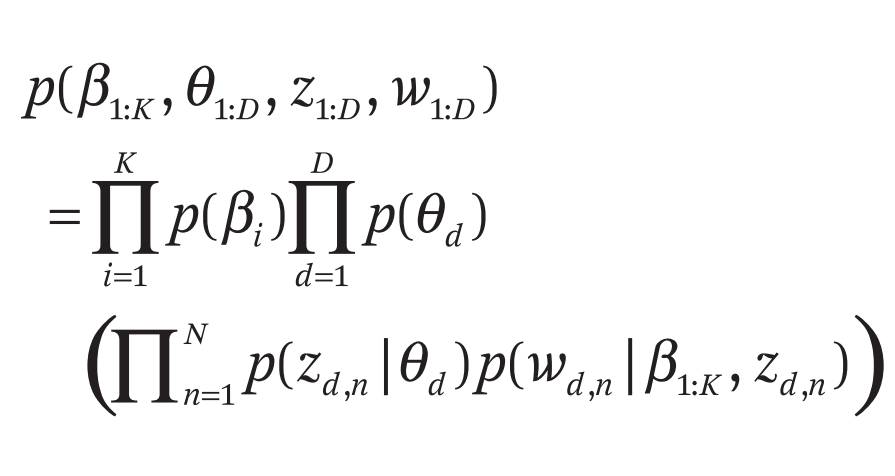 p(β_{1:K}, θ_{1:D}, z_{1:D}, w_{1:D})
= ∏_{i=1}^{K} p(β_i) ∏_{d=1}^{D} p(θ_d)
(∏_{n=1}^{N} p(z_{d,n} | θ_d) p(w_{d,n} | β_{1:K}, z_{d,n}))